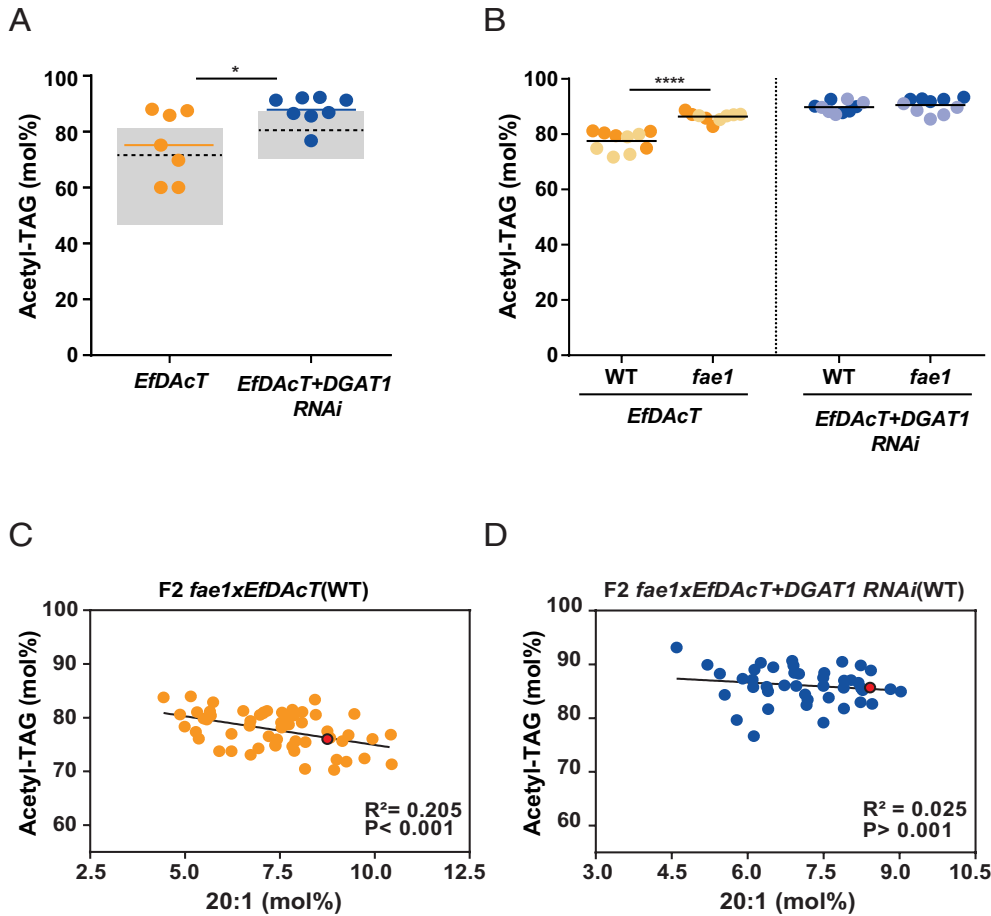 A
Acetyl-TAG (mol%)
100
80
60
40
20
0
*
EfDAcT
EfDAcT+DGAT1
RNAi
B
Acetyl-TAG (mol%)
100
80
60
40
20
0
****
WT
fae1
WT
fae1
EfDAcT
EfDAcT+DGAT1
RNAi
C
F2 fae1xEfDAcT(WT)
Acetyl-TAG (mol%)
100
90
80
70
60
R²= 0.205
P< 0.001
2.5
5.0
7.5
10.0
12.5
20:1 (mol%)
D
F2 fae1xEfDAcT+DGAT1 RNAi(WT)
Acetyl-TAG (mol%)
100
90
80
70
60
R² = 0.025
P> 0.001
3.0
4.5
6.0
7.5
9.0
10.5
20:1 (mol%)